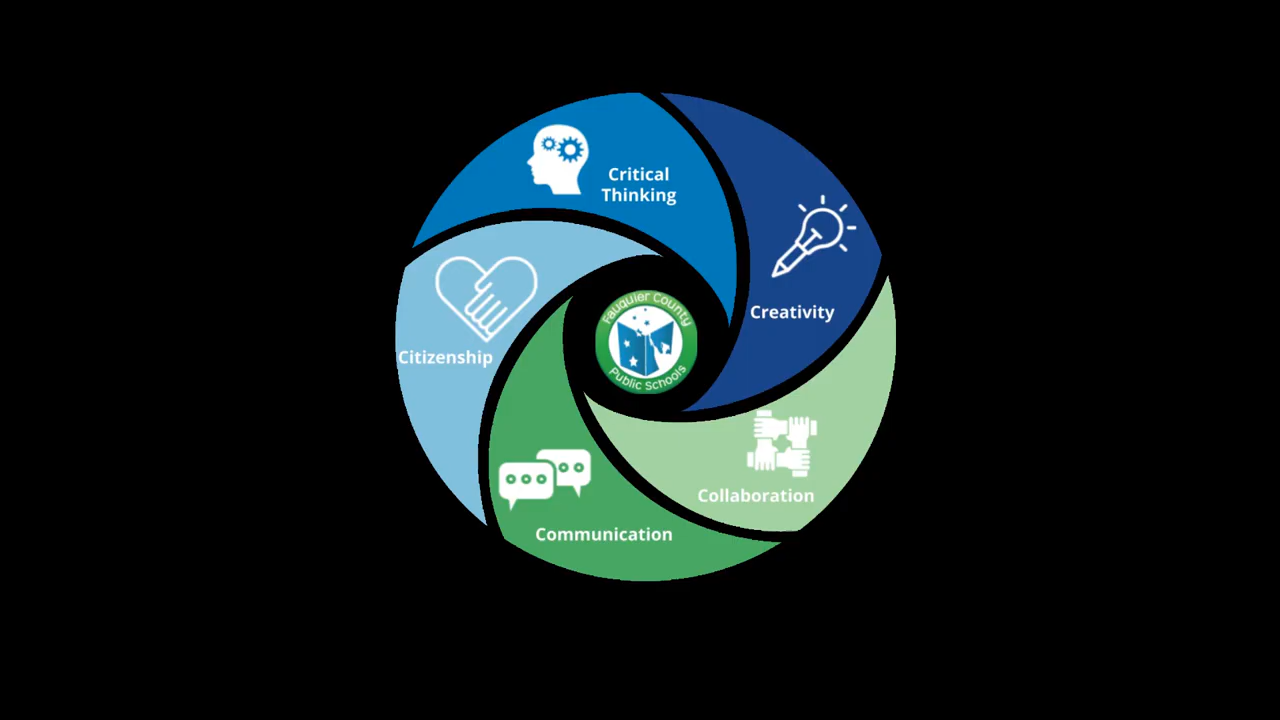 Critical
Thinking
Creativity
Citizenship
Fauquier County
Public Schools
Collaboration
Communication